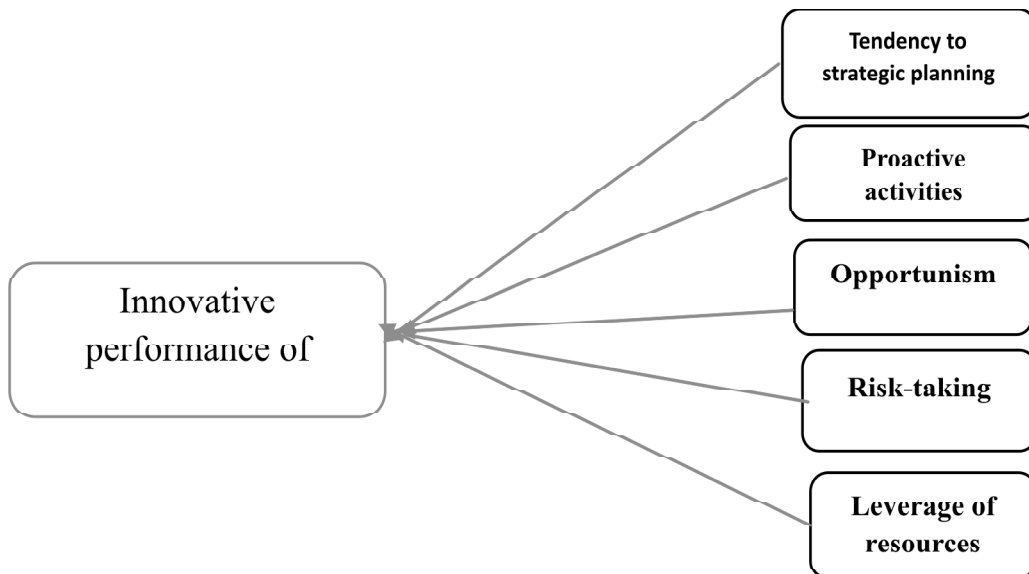 Tendency to
strategic planning
Proactive
activities
Opportunism
Innovative
performance of
Risk-taking
Leverage of
resources